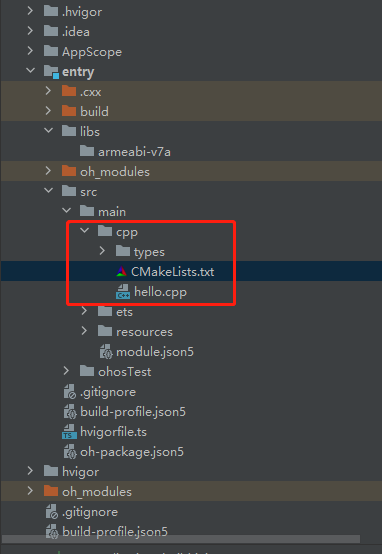 .hvigor
.idea
AppScope
entry
.cxx
build
libs
armeabi-v7a
oh_modules
src
main
cpp
types
CMakeLists.txt
hello.cpp
ets
resources
module.json5
ohosTest
.gitignore
build-profile.json5
hvigorfile.ts
oh-package.json5
hvigor
oh_modules
.gitignore
build-profile.json5